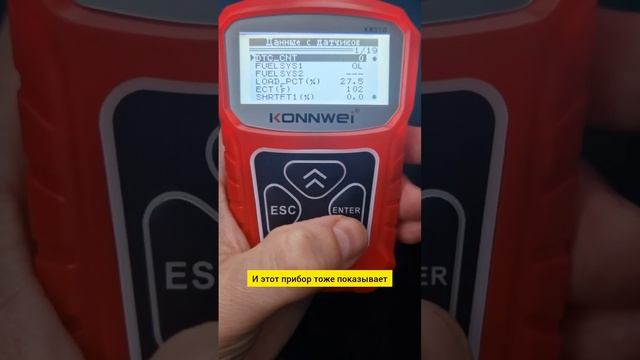 KW310
Данные с датчиков
1/19
DTC_CNT 0
FUELSYS1 OL
FUELSYS2 ---
LOAD_PCT(%) 27.5
ECT(°F) 102
SHRTFT1(%) 0.0
KONNWEI®
ESC
ENTER
И этот прибор тоже показывает